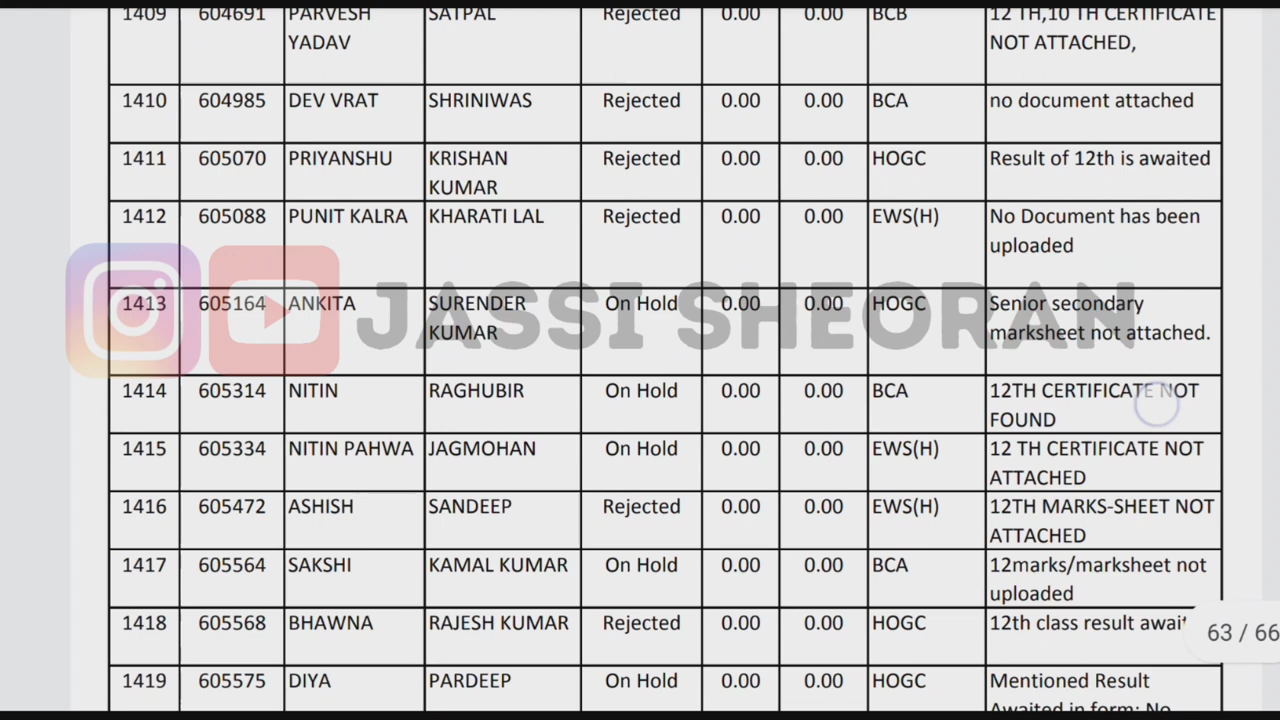 1409 604691 PARVESH SATPAL Rejected 0.00 0.00 BCB 12 TH,10 TH CERTIFICATE
YADAV NOT ATTACHED,
1410 604985 DEV VRAT SHRINIWAS Rejected 0.00 0.00 BCA no document attached
1411 605070 PRIYANSHU KRISHAN Rejected 0.00 0.00 HOGC Result of 12th is awaited
KUMAR
1412 605088 PUNIT KALRA KHARATI LAL Rejected 0.00 0.00 EWS(H) No Document has been
uploaded
1413 605164 ANKITA SURENDER On Hold 0.00 0.00 HOGC Senior secondary
KUMAR marksheet not attached.
JASSI SHEORAN
1414 605314 NITIN RAGHUBIR On Hold 0.00 0.00 BCA 12TH CERTIFICATE NOT
FOUND
1415 605334 NITIN PAHWA JAGMOHAN On Hold 0.00 0.00 EWS(H) 12 TH CERTIFICATE NOT
ATTACHED
1416 605472 ASHISH SANDEEP Rejected 0.00 0.00 EWS(H) 12TH MARKS-SHEET NOT
ATTACHED
1417 605564 SAKSHI KAMAL KUMAR On Hold 0.00 0.00 BCA 12marks/marksheet not
uploaded
1418 605568 BHAWNA RAJESH KUMAR Rejected 0.00 0.00 HOGC 12th class result await
63 / 66
1419 605575 DIYA PARDEEP On Hold 0.00 0.00 HOGC Mentioned Result
Awaited in form; No